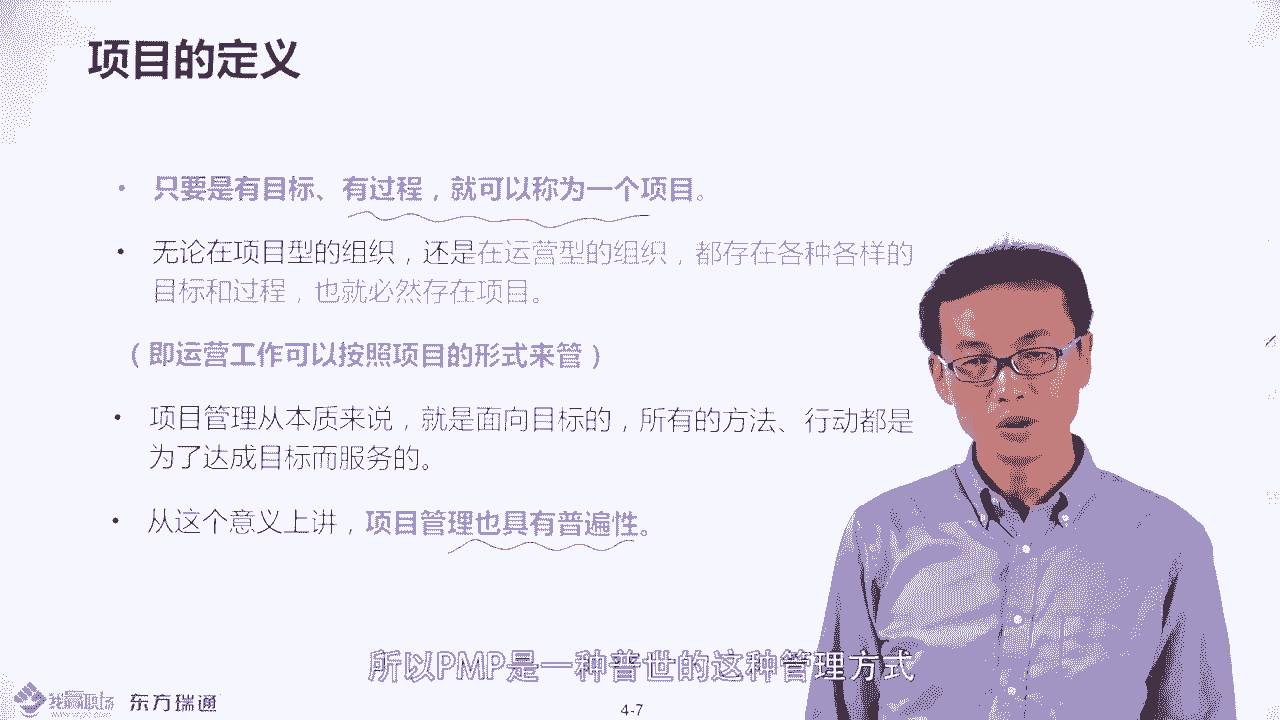 项目的定义
• 只要是有目标、有过程，就可以称为一个项目。
• 无论在项目型的组织，还是在运营型的组织，都存在各种各样的
目标和过程，也就必然存在项目。
（即运营工作可以按照项目的形式来管）
• 项目管理从本质来说，就是面向目标的，所有的方法、行动都是
为了达成目标而服务的。
• 从这个意义上讲，项目管理也具有普遍性。
所以PMP是一种普世的这种管理方式
东方瑞通
4-7